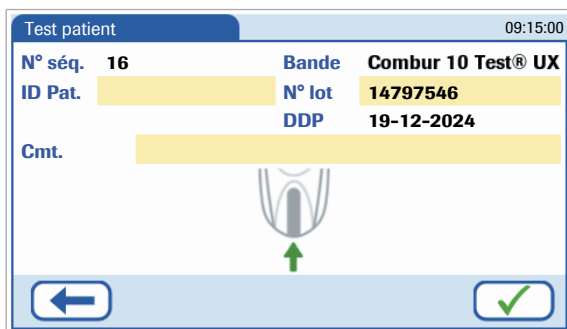 Test patient 09:15:00
N° séq. 16 Bande Combur 10 Test® UX
ID Pat. N° lot 14797546
DDP 19-12-2024
Cmt.